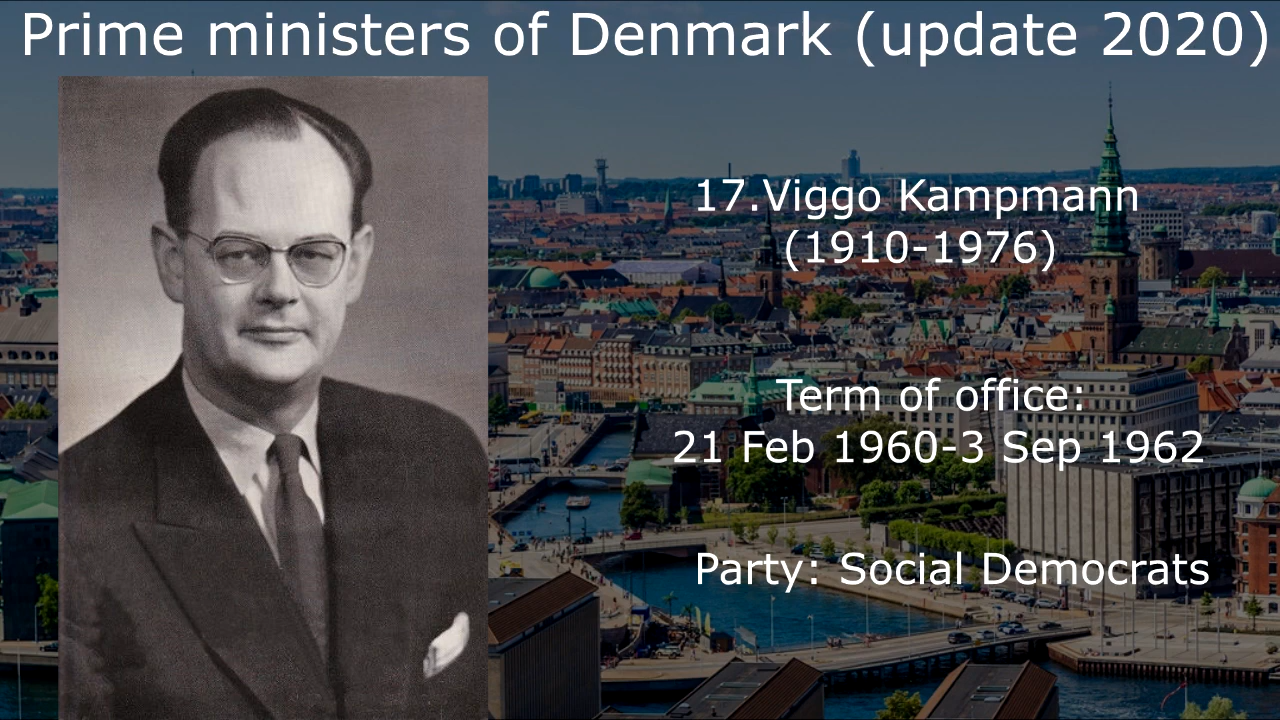 Prime ministers of Denmark (update 2020)
17.Viggo Kampmann
(1910-1976)
Term of office:
21 Feb 1960-3 Sep 1962
Party: Social Democrats